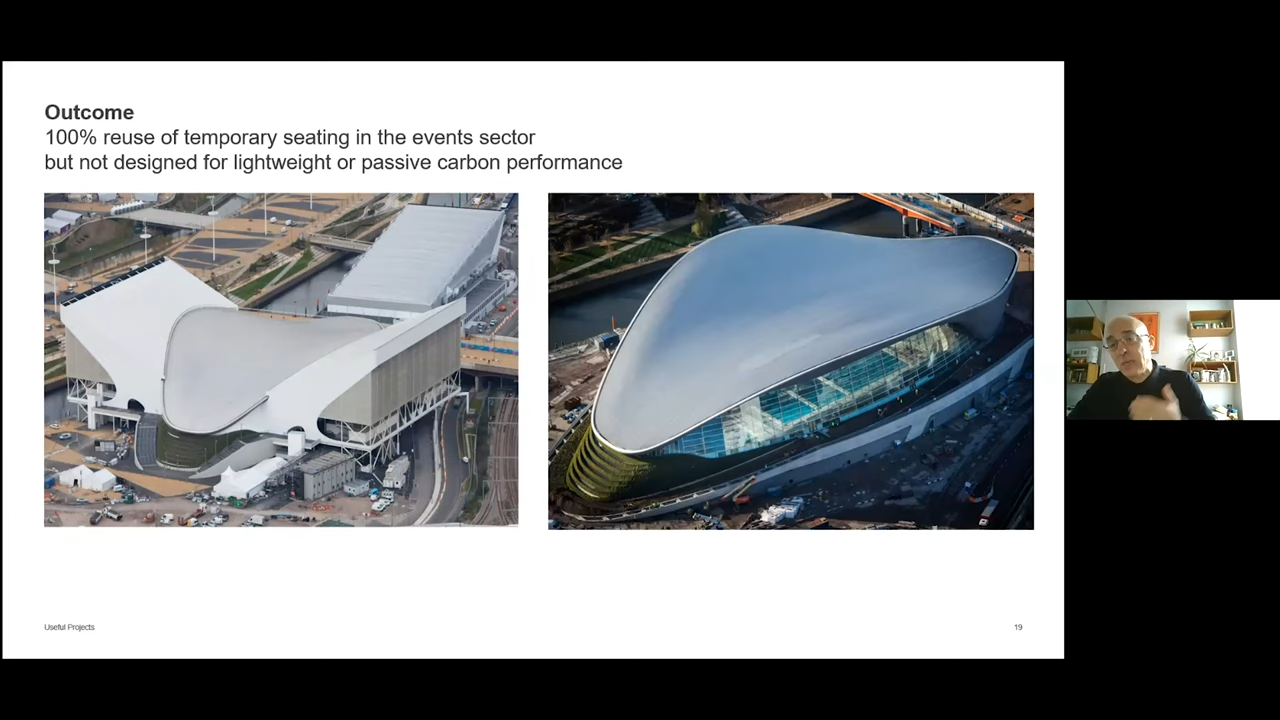 Outcome
100% reuse of temporary seating in the events sector
but not designed for lightweight or passive carbon performance
Useful Projects
19